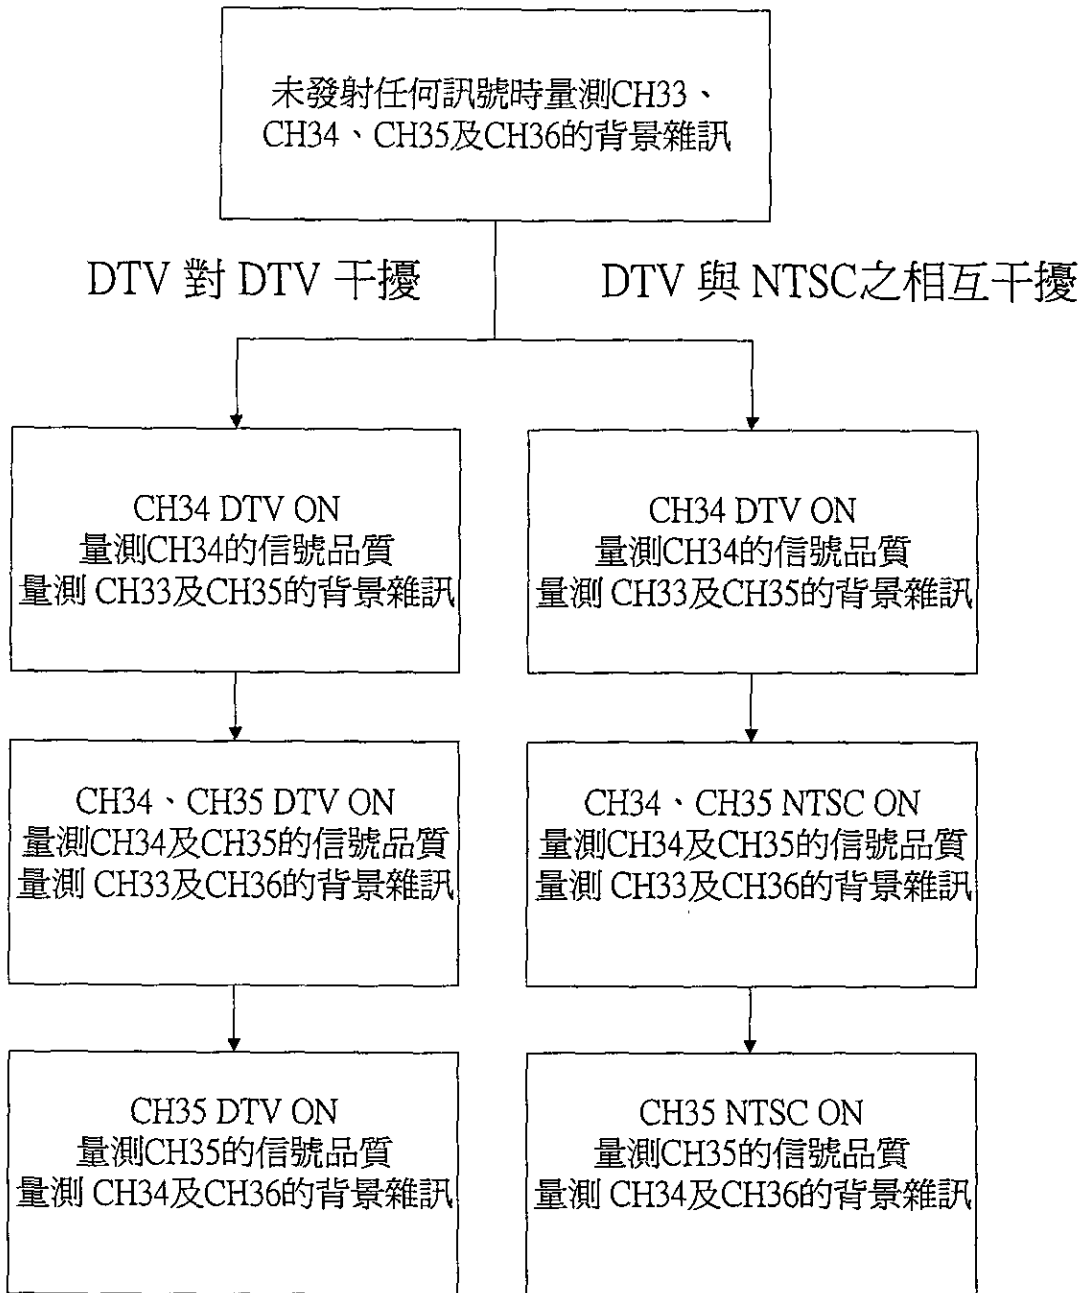 未發射任何訊號時量測CH33、
CH34、CH35及CH36的背景雜訊
DTV 對 DTV 干擾
DTV 與 NTSC之相互干擾
CH34 DTV ON
量測CH34的信號品質
量測 CH33及CH35的背景雜訊
CH34 DTV ON
量測CH34的信號品質
量測 CH33及CH35的背景雜訊
CH34、CH35 DTV ON
量測CH34及CH35的信號品質
量測 CH33及CH36的背景雜訊
CH34、CH35 NTSC ON
量測CH34及CH35的信號品質
量測 CH33及CH36的背景雜訊
CH35 DTV ON
量測CH35的信號品質
量測 CH34及CH36的背景雜訊
CH35 NTSC ON
量測CH35的信號品質
量測 CH34及CH36的背景雜訊